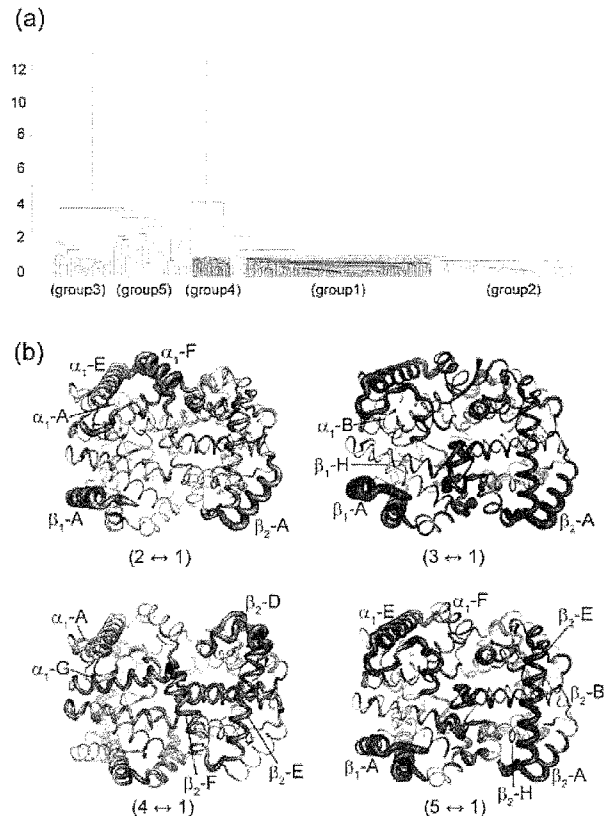 (a)
12
10
8
6
4
2
0
(group3) (group5) (group4) (group1) (group2)
(b)
α₁-E α₁-F
α₁-A
β₁-A β₂-A
(2 ↔ 1)
α₁-B
β₁-H
β₁-A β₂-A
(3 ↔ 1)
α₁-A β₂-D
α₁-G
β₂-F β₂-E
(4 ↔ 1)
α₁-E α₁-F β₂-E
β₂-B
β₁-A β₂-H β₂-A
(5 ↔ 1)